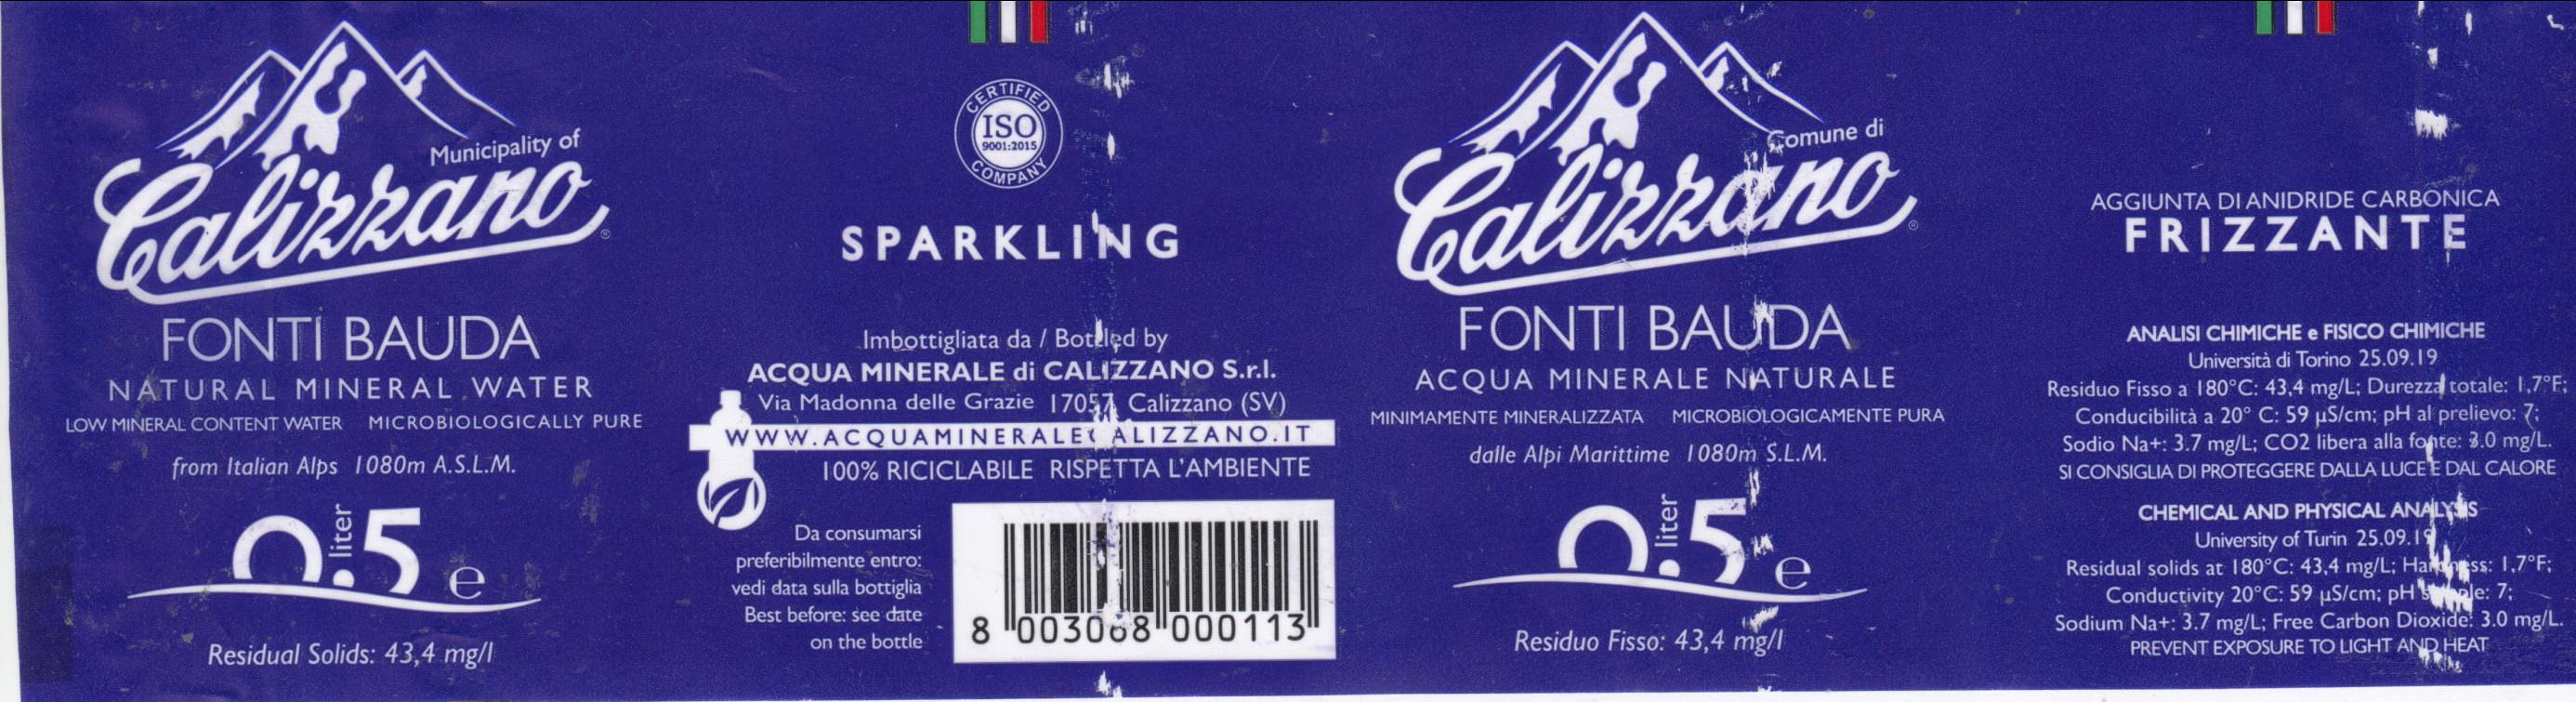 Municipality of
Calizzano®
FONTI BAUDA
NATURAL MINERAL WATER
LOW MINERAL CONTENT WATER MICROBIOLOGICALLY PURE
from Italian Alps 1080m A.S.L.M.
0.5 liter e
Residual Solids: 43,4 mg/l
CERTIFIED
ISO
9001:2015
COMPANY
SPARKLING
Imbottigliata da / Bottled by
ACQUA MINERALE di CALIZZANO S.r.l.
Via Madonna delle Grazie 17057 Calizzano (SV)
WWW.ACQUAMINERALECALIZZANO.IT
100% RICICLABILE RISPETTA L'AMBIENTE
Da consumarsi
preferibilmente entro:
vedi data sulla bottiglia
Best before: see date
on the bottle
8 003068 000113
Comune di
Calizzano®
FONTI BAUDA
ACQUA MINERALE NATURALE
MINIMAMENTE MINERALIZZATA MICROBIOLOGICAMENTE PURA
dalle Alpi Marittime 1080m S.L.M.
0.5 liter e
Residuo Fisso: 43,4 mg/l
AGGIUNTA DI ANIDRIDE CARBONICA
FRIZZANTE
ANALISI CHIMICHE e FISICO CHIMICHE
Università di Torino 25.09.19
Residuo Fisso a 180°C: 43,4 mg/L; Durezza totale: 1,7°F;
Conducibilità a 20° C: 59 µS/cm; pH al prelievo: 7;
Sodio Na+: 3.7 mg/L; CO2 libera alla fonte: 3.0 mg/L.
SI CONSIGLIA DI PROTEGGERE DALLA LUCE E DAL CALORE
CHEMICAL AND PHYSICAL ANALYSIS
University of Turin 25.09.19
Residual solids at 180°C: 43,4 mg/L; Hardness: 1,7°F;
Conductivity 20°C: 59 µS/cm; pH sample: 7;
Sodium Na+: 3.7 mg/L; Free Carbon Dioxide: 3.0 mg/L.
PREVENT EXPOSURE TO LIGHT AND HEAT